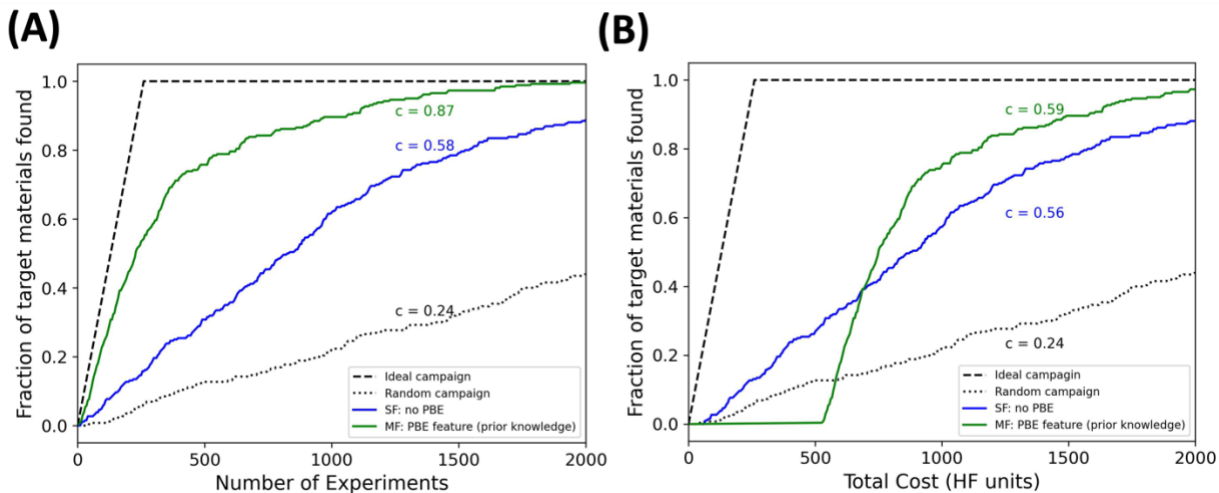 (A)
1.0
0.8
0.6
0.4
0.2
0.0
Fraction of target materials found
c = 0.87
c = 0.58
c = 0.24
Ideal campaign
Random campaign
SF: no PBE
MF: PBE feature (prior knowledge)
0 500 1000 1500 2000
Number of Experiments
(B)
1.0
0.8
0.6
0.4
0.2
0.0
Fraction of target materials found
c = 0.59
c = 0.56
c = 0.24
Ideal campagin
Random campaign
SF: no PBE
MF: PBE feature (prior knowledge)
0 500 1000 1500 2000
Total Cost (HF units)